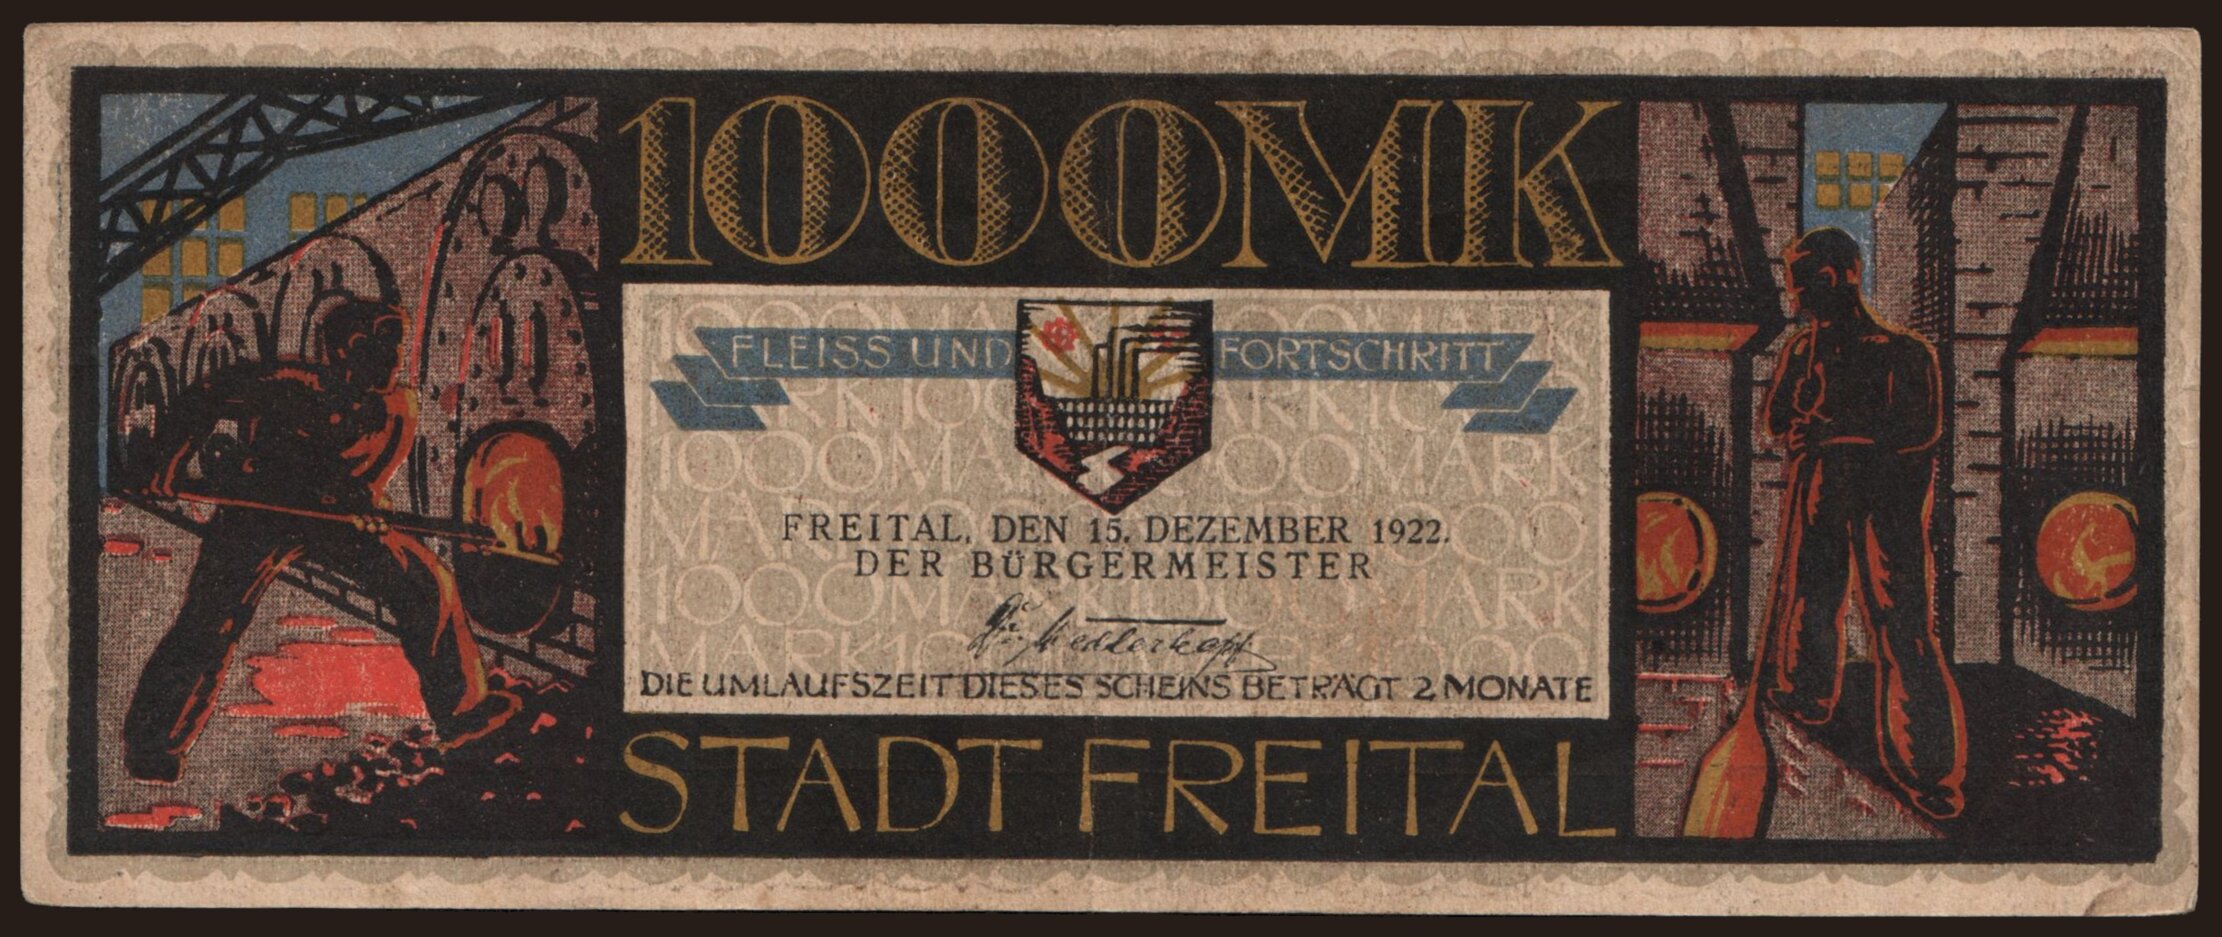 1000MK
FLEISS UND FORTSCHRITT
FREITAL, DEN 15. DEZEMBER 1922.
DER BÜRGERMEISTER
DIE UMLAUFSZEIT DIESES SCHEINS BETRÄGT 2 MONATE
STADT FREITAL